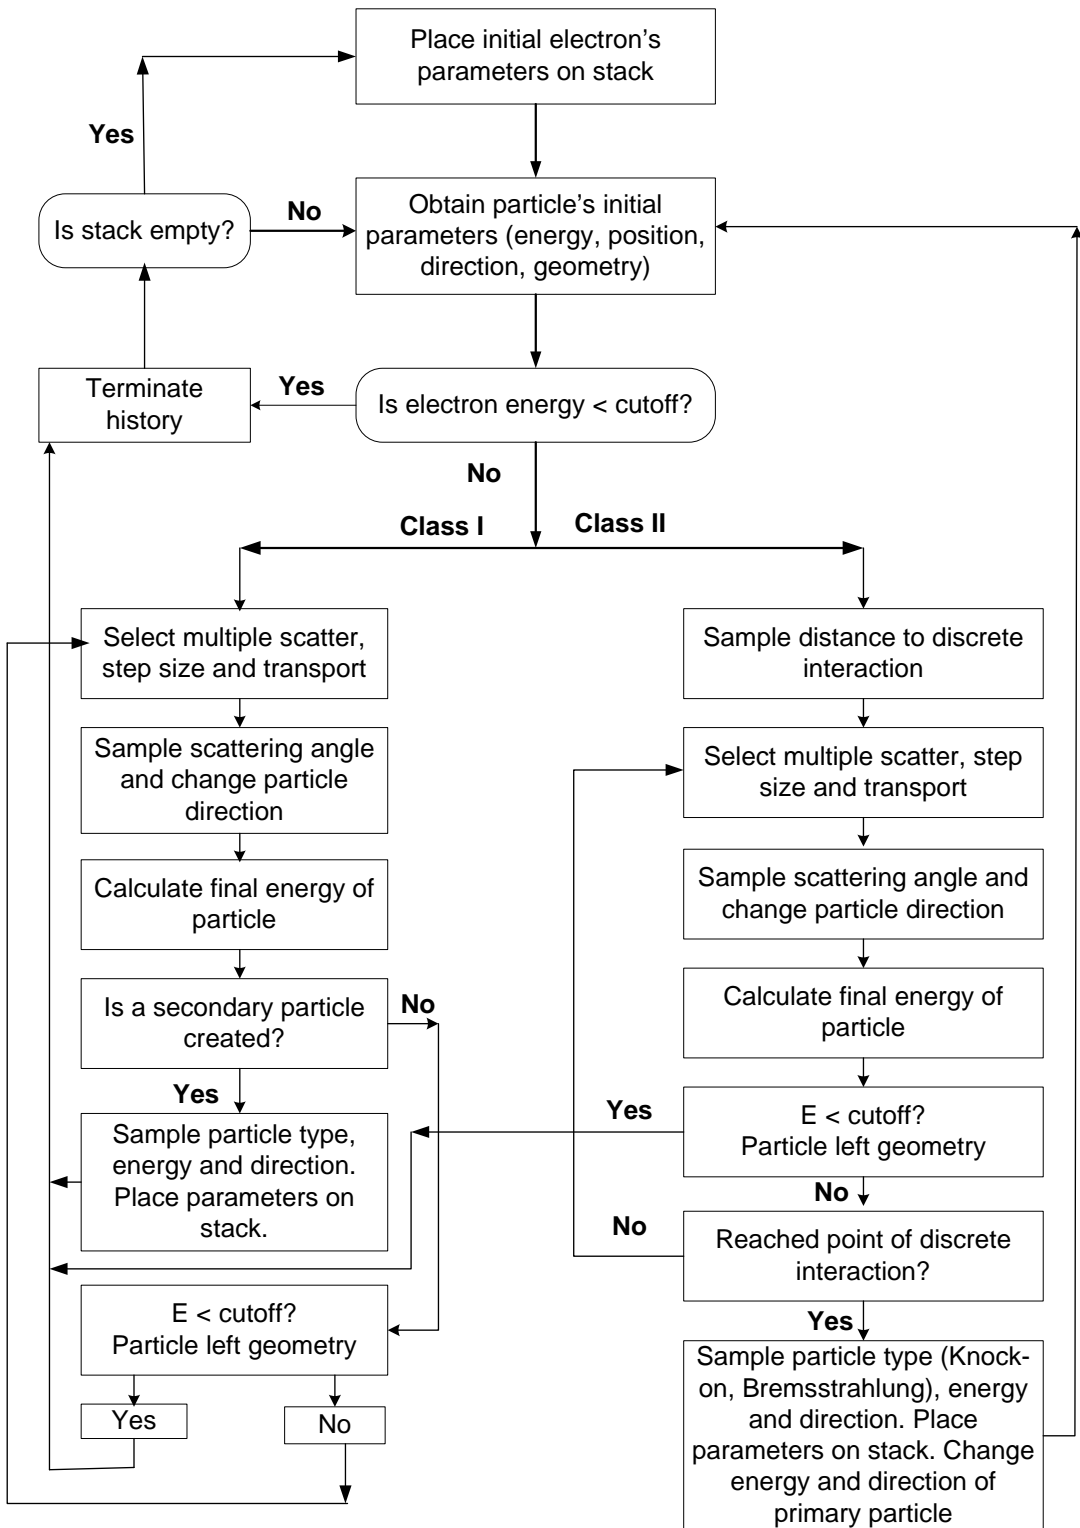 Place initial electron’s
parameters on stack
Yes
Is stack empty?
No
Obtain particle’s initial
parameters (energy, position,
direction, geometry)
Terminate
history
Yes
Is electron energy < cutoff?
No
Class I
Class II
Select multiple scatter,
step size and transport
Sample scattering angle
and change particle
direction
Calculate final energy of
particle
Is a secondary particle
created?
No
Yes
Sample particle type,
energy and direction.
Place parameters on
stack.
E < cutoff?
Particle left geometry
Yes
No
Sample distance to discrete
interaction
Select multiple scatter, step
size and transport
Sample scattering angle and
change particle direction
Calculate final energy of
particle
Yes
E < cutoff?
Particle left geometry
No
No
Reached point of discrete
interaction?
Yes
Sample particle type (Knock-
on, Bremsstrahlung), energy
and direction. Place
parameters on stack. Change
energy and direction of
primary particle